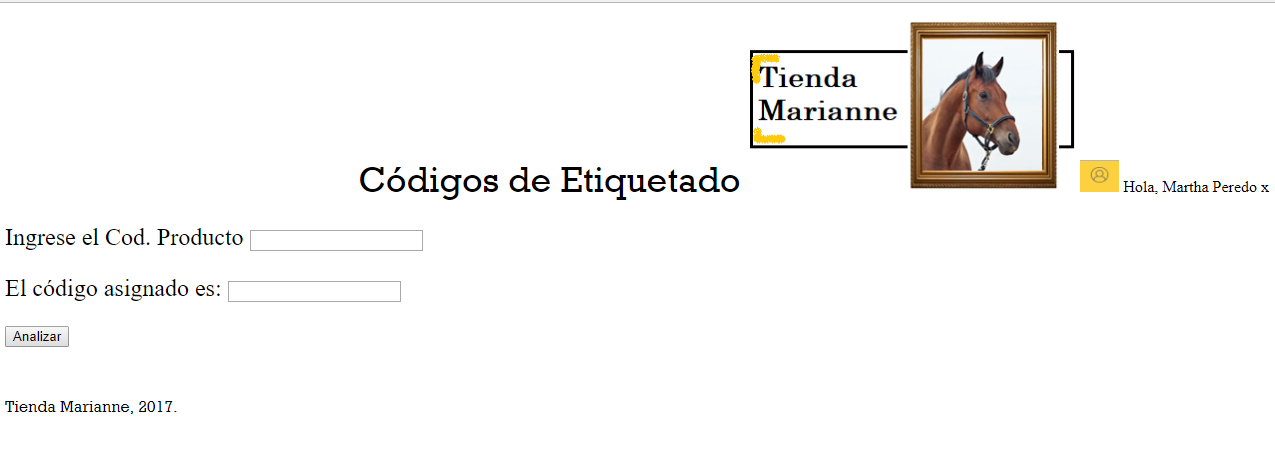 Tienda
Marianne
Códigos de Etiquetado
Hola, Martha Peredo x
Ingrese el Cod. Producto
El código asignado es:
Analizar
Tienda Marianne, 2017.